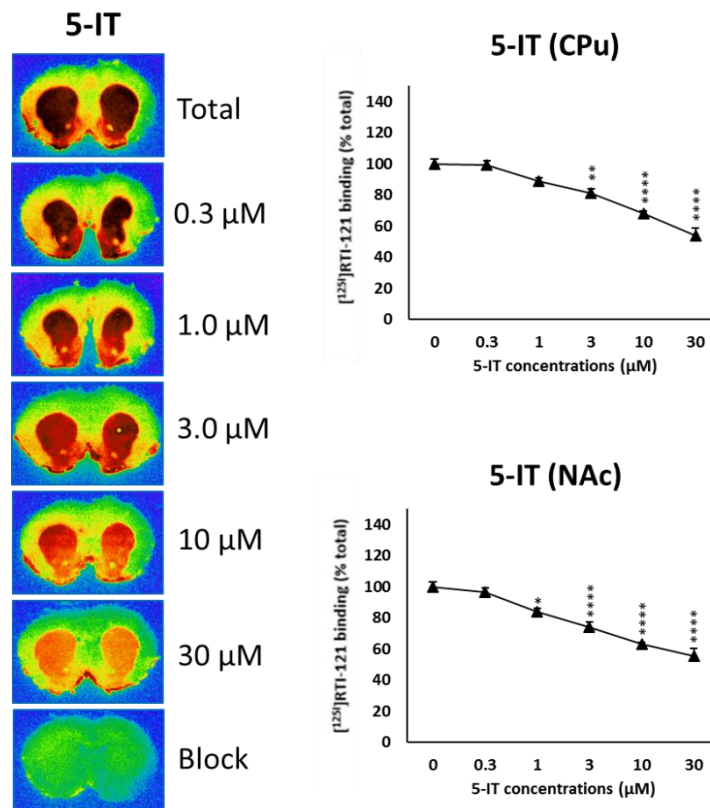 5-IT
Total
0.3 µM
1.0 µM
3.0 µM
10 µM
30 µM
Block
5-IT (CPu)
[¹²⁵I]RTI-121 binding (% total)
140
120
100
80
60
40
20
0
**
****
****
0 0.3 1 3 10 30
5-IT concentrations (µM)
5-IT (NAc)
[¹²⁵I]RTI-121 binding (% total)
140
120
100
80
60
40
20
0
*
****
****
****
0 0.3 1 3 10 30
5-IT concentrations (µM)